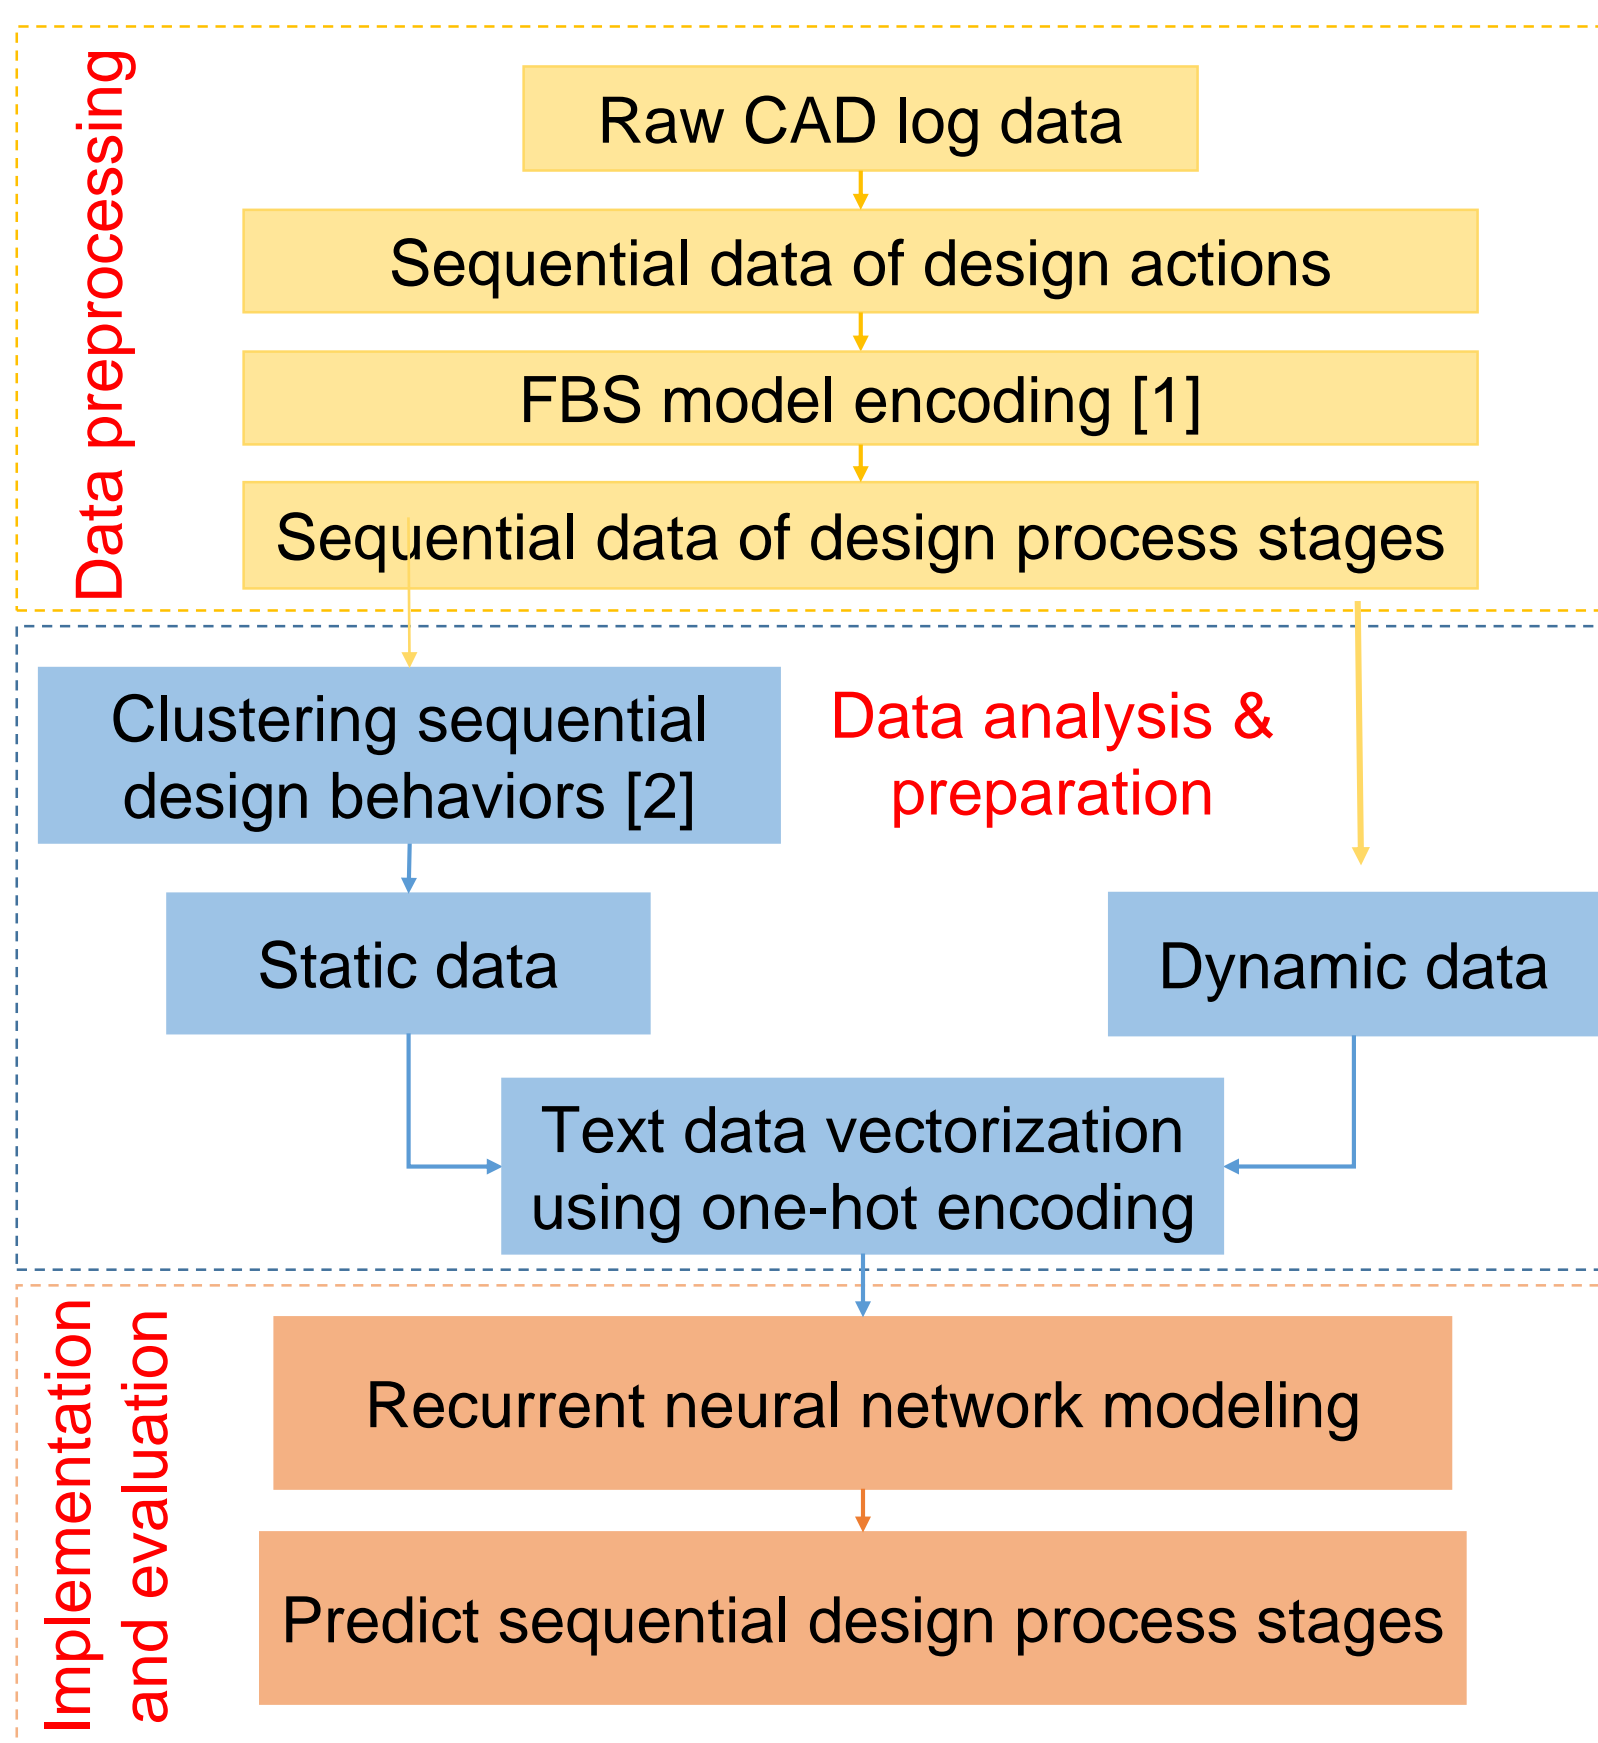 Data preprocessing
Raw CAD log data
Sequential data of design actions
FBS model encoding [1]
Sequential data of design process stages
Clustering sequential
design behaviors [2]
Data analysis &
preparation
Static data
Dynamic data
Text data vectorization
using one-hot encoding
Implementation
and evaluation
Recurrent neural network modeling
Predict sequential design process stages